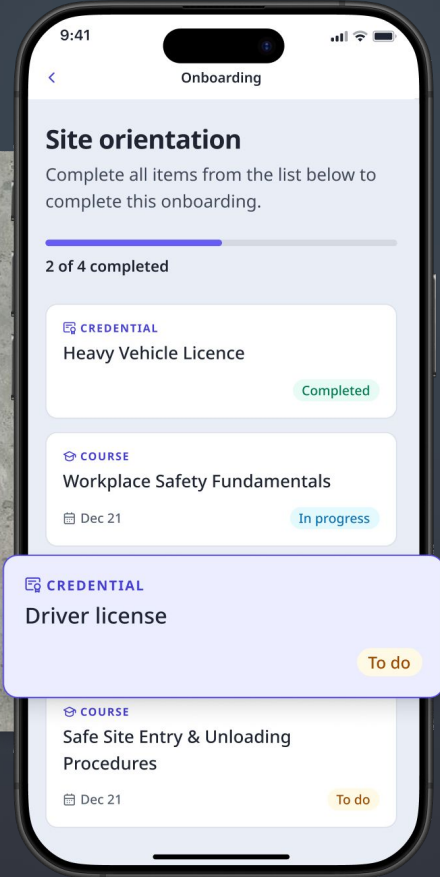 9:41
Onboarding
Site orientation
Complete all items from the list below to
complete this onboarding.
2 of 4 completed
CREDENTIAL
Heavy Vehicle Licence
Completed
COURSE
Workplace Safety Fundamentals
Dec 21
In progress
CREDENTIAL
Driver license
To do
COURSE
Safe Site Entry & Unloading
Procedures
Dec 21
To do